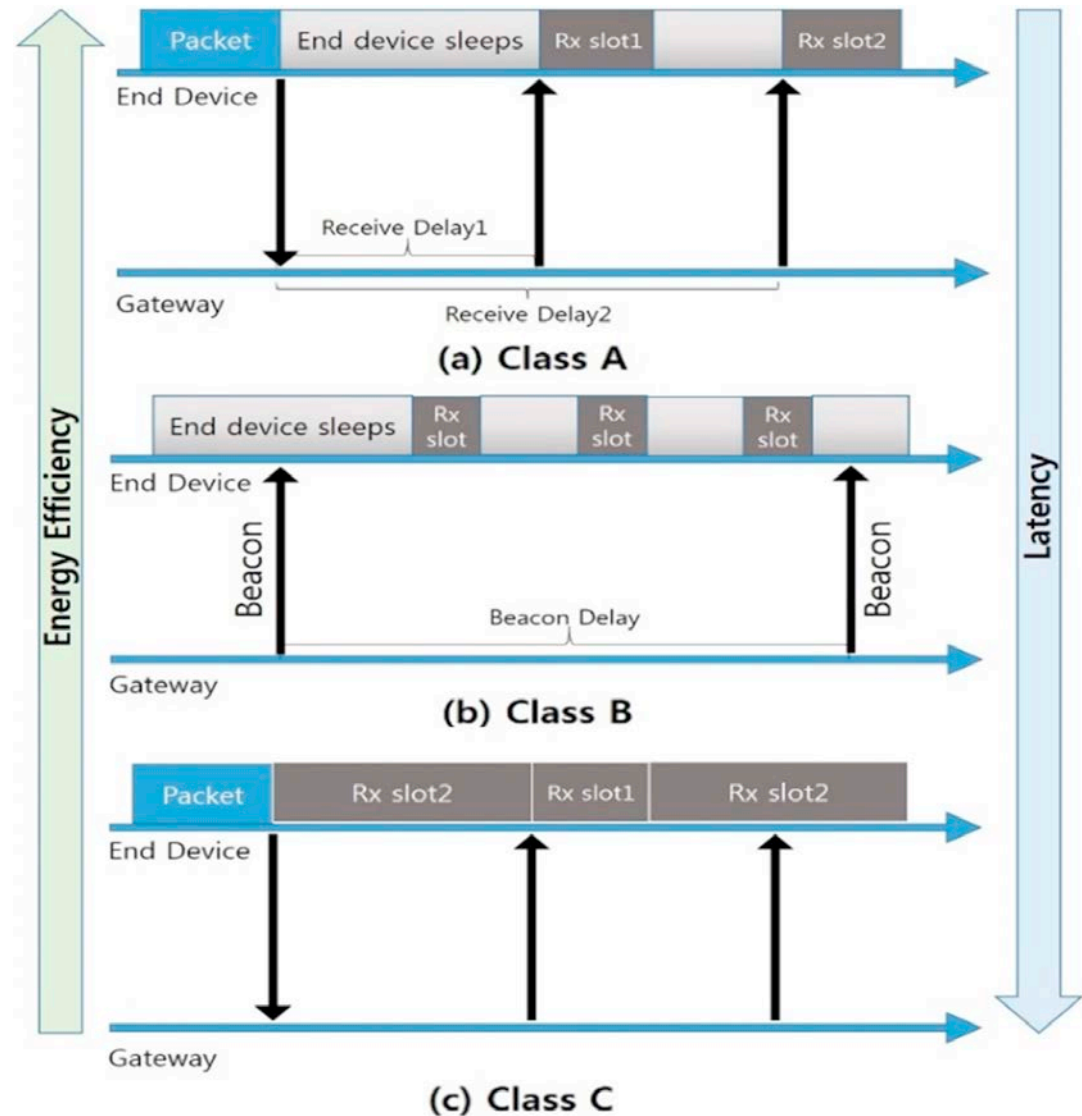 Packet
End device sleeps
Rx slot1
Rx slot2
End Device
Receive Delay1
Gateway
Receive Delay2
(a) Class A
End device sleeps
Rx
slot
Rx
slot
Rx
slot
End Device
Beacon
Beacon
Beacon Delay
Gateway
(b) Class B
Packet
Rx slot2
Rx slot1
Rx slot2
End Device
Gateway
(c) Class C
Energy Efficiency
Latency